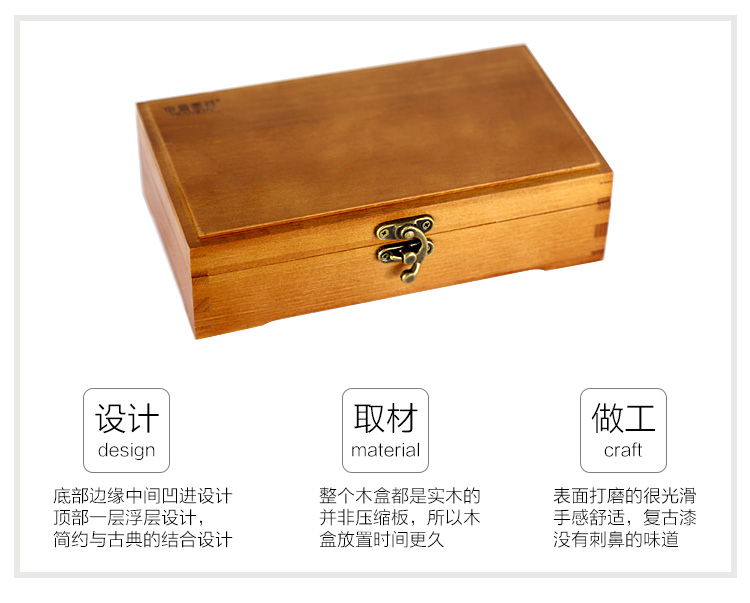 设计
design
底部边缘中间凹进设计
顶部一层浮层设计，
简约与古典的结合设计
取材
material
整个木盒都是实木的
并非压缩板，所以木
盒放置时间更久
做工
craft
表面打磨的很光滑
手感舒适，复古漆
没有刺鼻的味道